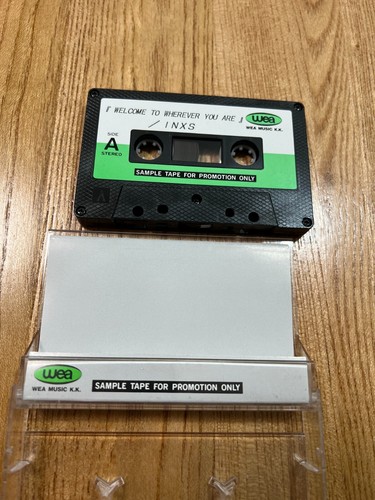 『 WELCOME TO WHEREVER YOU ARE 』
／INXS
wea
WEA MUSIC K.K.
SIDE
A
STEREO
SAMPLE TAPE FOR PROMOTION ONLY
A
wea
WEA MUSIC K.K.
SAMPLE TAPE FOR PROMOTION ONLY